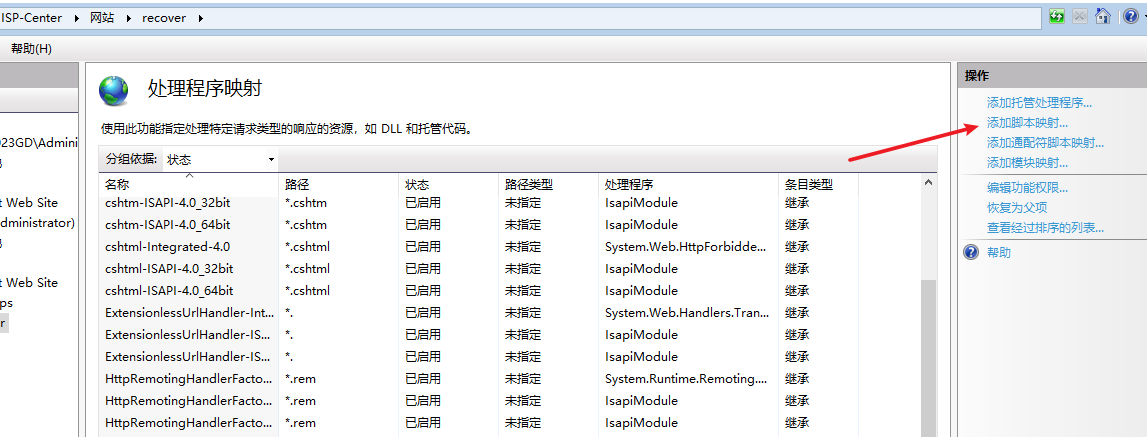 ISP-Center ▸ 网站 ▸ recover ▸
帮助(H)
023GD\Admini
t Web Site
dministrator)
t Web Site
ps
r
处理程序映射
使用此功能指定处理特定请求类型的响应的资源，如 DLL 和托管代码。
分组依据: 状态
名称 路径 状态 路径类型 处理程序 条目类型
cshtm-ISAPI-4.0_32bit *.cshtm 已启用 未指定 IsapiModule 继承
cshtm-ISAPI-4.0_64bit *.cshtm 已启用 未指定 IsapiModule 继承
cshtml-Integrated-4.0 *.cshtml 已启用 未指定 System.Web.HttpForbidde... 继承
cshtml-ISAPI-4.0_32bit *.cshtml 已启用 未指定 IsapiModule 继承
cshtml-ISAPI-4.0_64bit *.cshtml 已启用 未指定 IsapiModule 继承
ExtensionlessUrlHandler-Int... *. 已启用 未指定 System.Web.Handlers.Tran... 继承
ExtensionlessUrlHandler-IS... *. 已启用 未指定 IsapiModule 继承
ExtensionlessUrlHandler-IS... *. 已启用 未指定 IsapiModule 继承
HttpRemotingHandlerFacto... *.rem 已启用 未指定 System.Runtime.Remoting.... 继承
HttpRemotingHandlerFacto... *.rem 已启用 未指定 IsapiModule 继承
HttpRemotingHandlerFacto... *.rem 已启用 未指定 IsapiModule 继承
操作
添加托管处理程序...
添加脚本映射...
添加通配符脚本映射...
添加模块映射...
编辑功能权限...
恢复为父项
查看经过排序的列表...
帮助